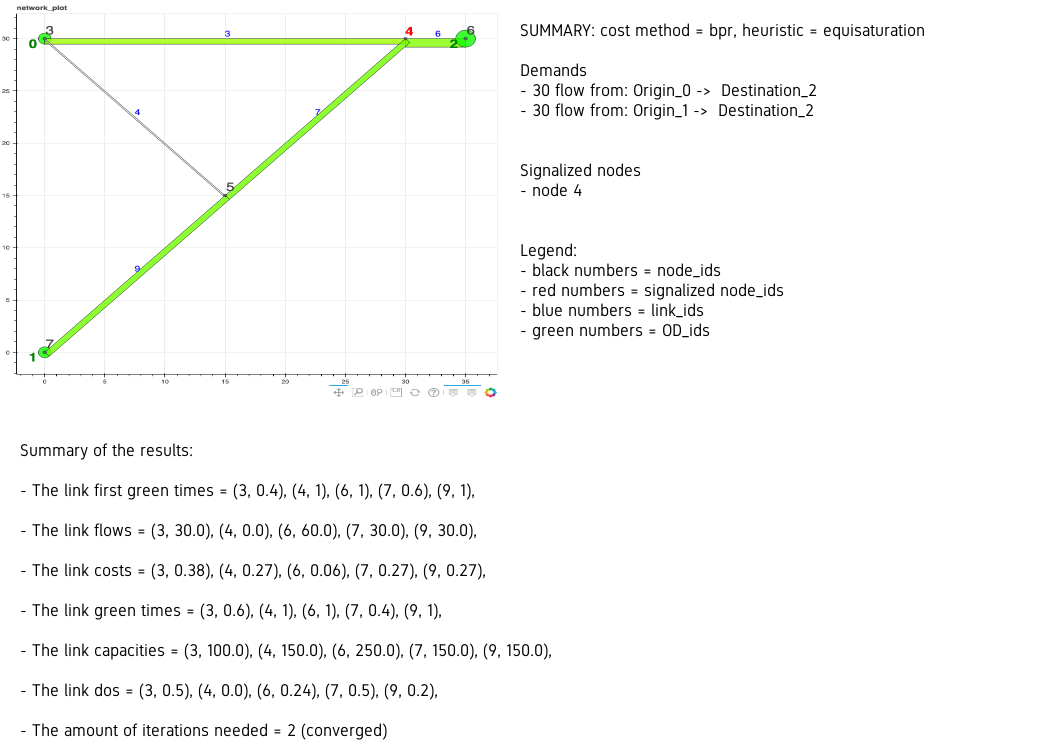 network_plot
3
4
6
0
3
6
2
30
25
4
7
20
5
15
10
9
5
7
0
1
0
5
10
15
20
25
30
35
SUMMARY: cost method = bpr, heuristic = equisaturation
Demands
- 30 flow from: Origin_0 -> Destination_2
- 30 flow from: Origin_1 -> Destination_2
Signalized nodes
- node 4
Legend:
- black numbers = node_ids
- red numbers = signalized node_ids
- blue numbers = link_ids
- green numbers = OD_ids
Summary of the results:
- The link first green times = (3, 0.4), (4, 1), (6, 1), (7, 0.6), (9, 1),
- The link flows = (3, 30.0), (4, 0.0), (6, 60.0), (7, 30.0), (9, 30.0),
- The link costs = (3, 0.38), (4, 0.27), (6, 0.06), (7, 0.27), (9, 0.27),
- The link green times = (3, 0.6), (4, 1), (6, 1), (7, 0.4), (9, 1),
- The link capacities = (3, 100.0), (4, 150.0), (6, 250.0), (7, 150.0), (9, 150.0),
- The link dos = (3, 0.5), (4, 0.0), (6, 0.24), (7, 0.5), (9, 0.2),
- The amount of iterations needed = 2 (converged)